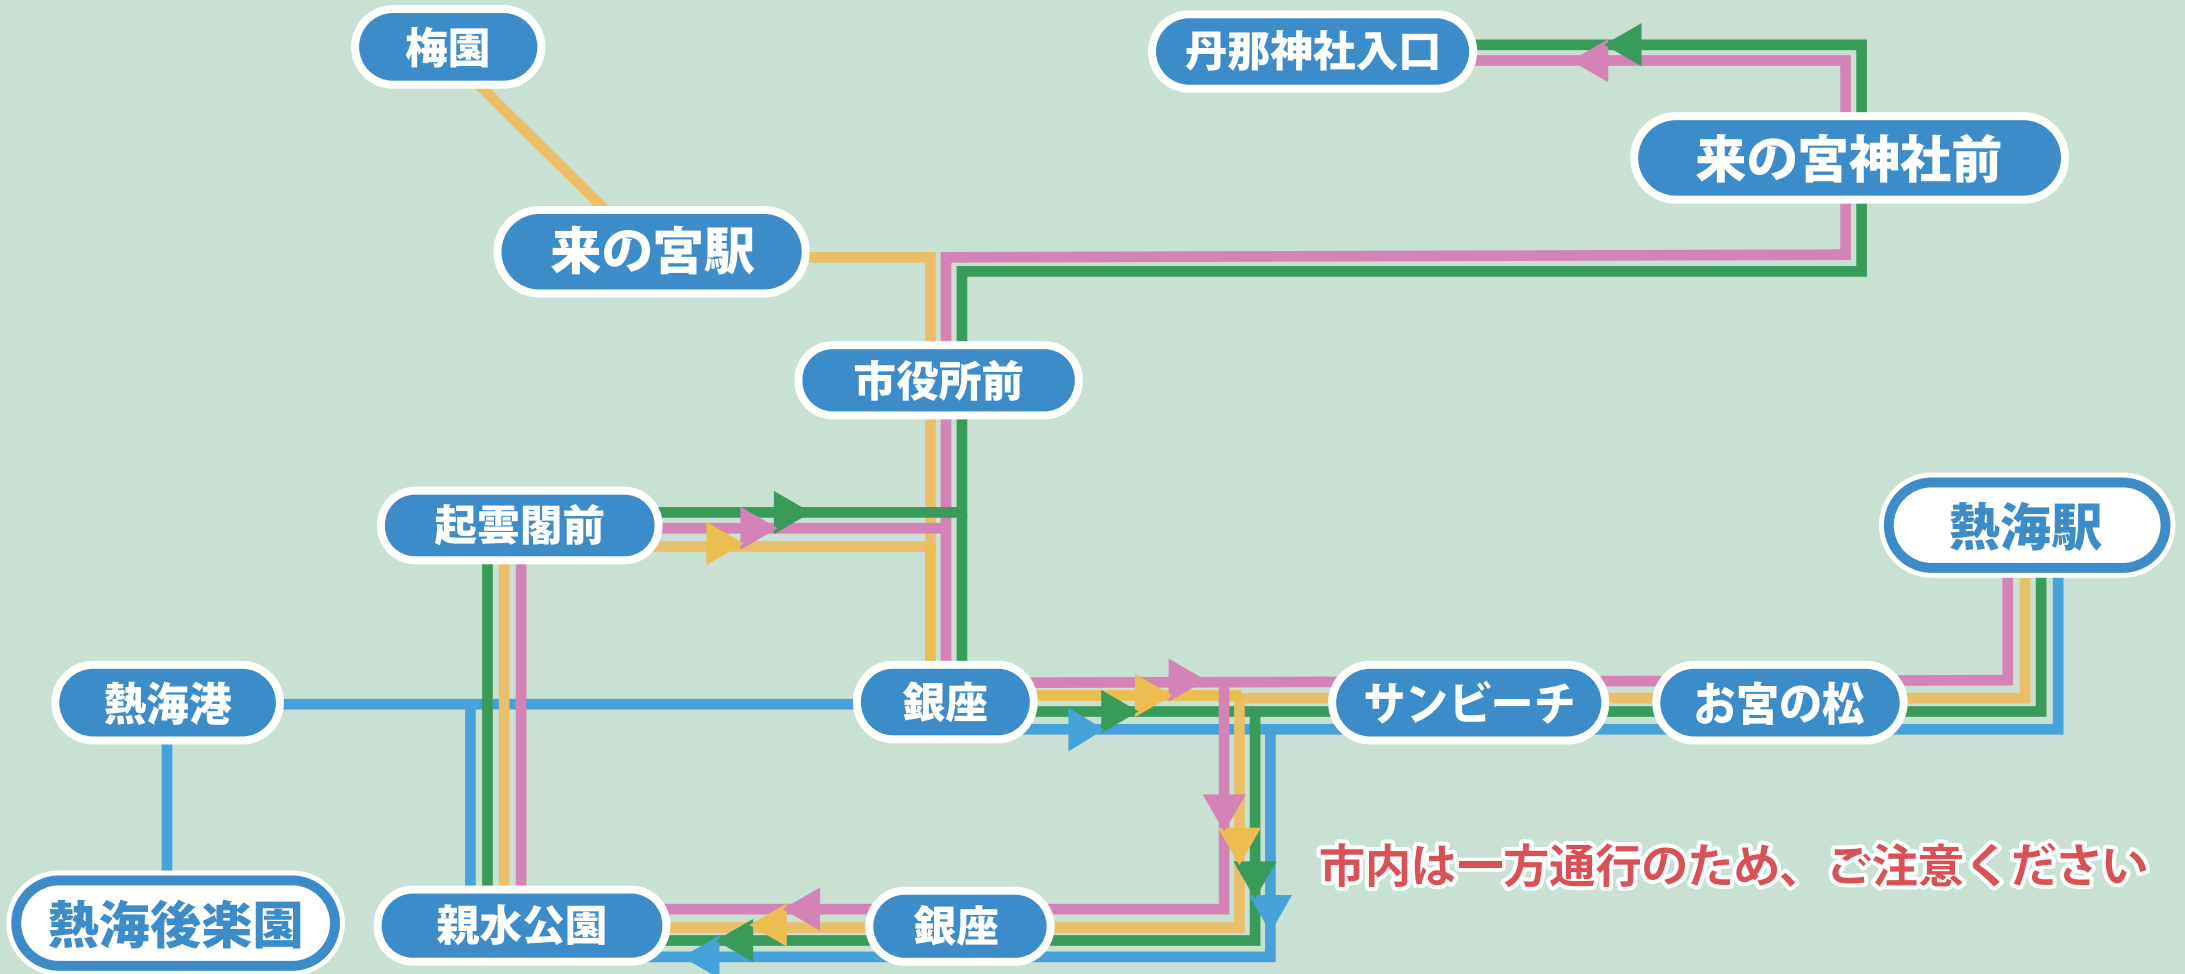 梅園
丹那神社入口
来の宮神社前
来の宮駅
市役所前
起雲閣前
熱海駅
熱海港
銀座
サンビーチ
お宮の松
市内は一方通行のため、ご注意ください
熱海後楽園
親水公園
銀座